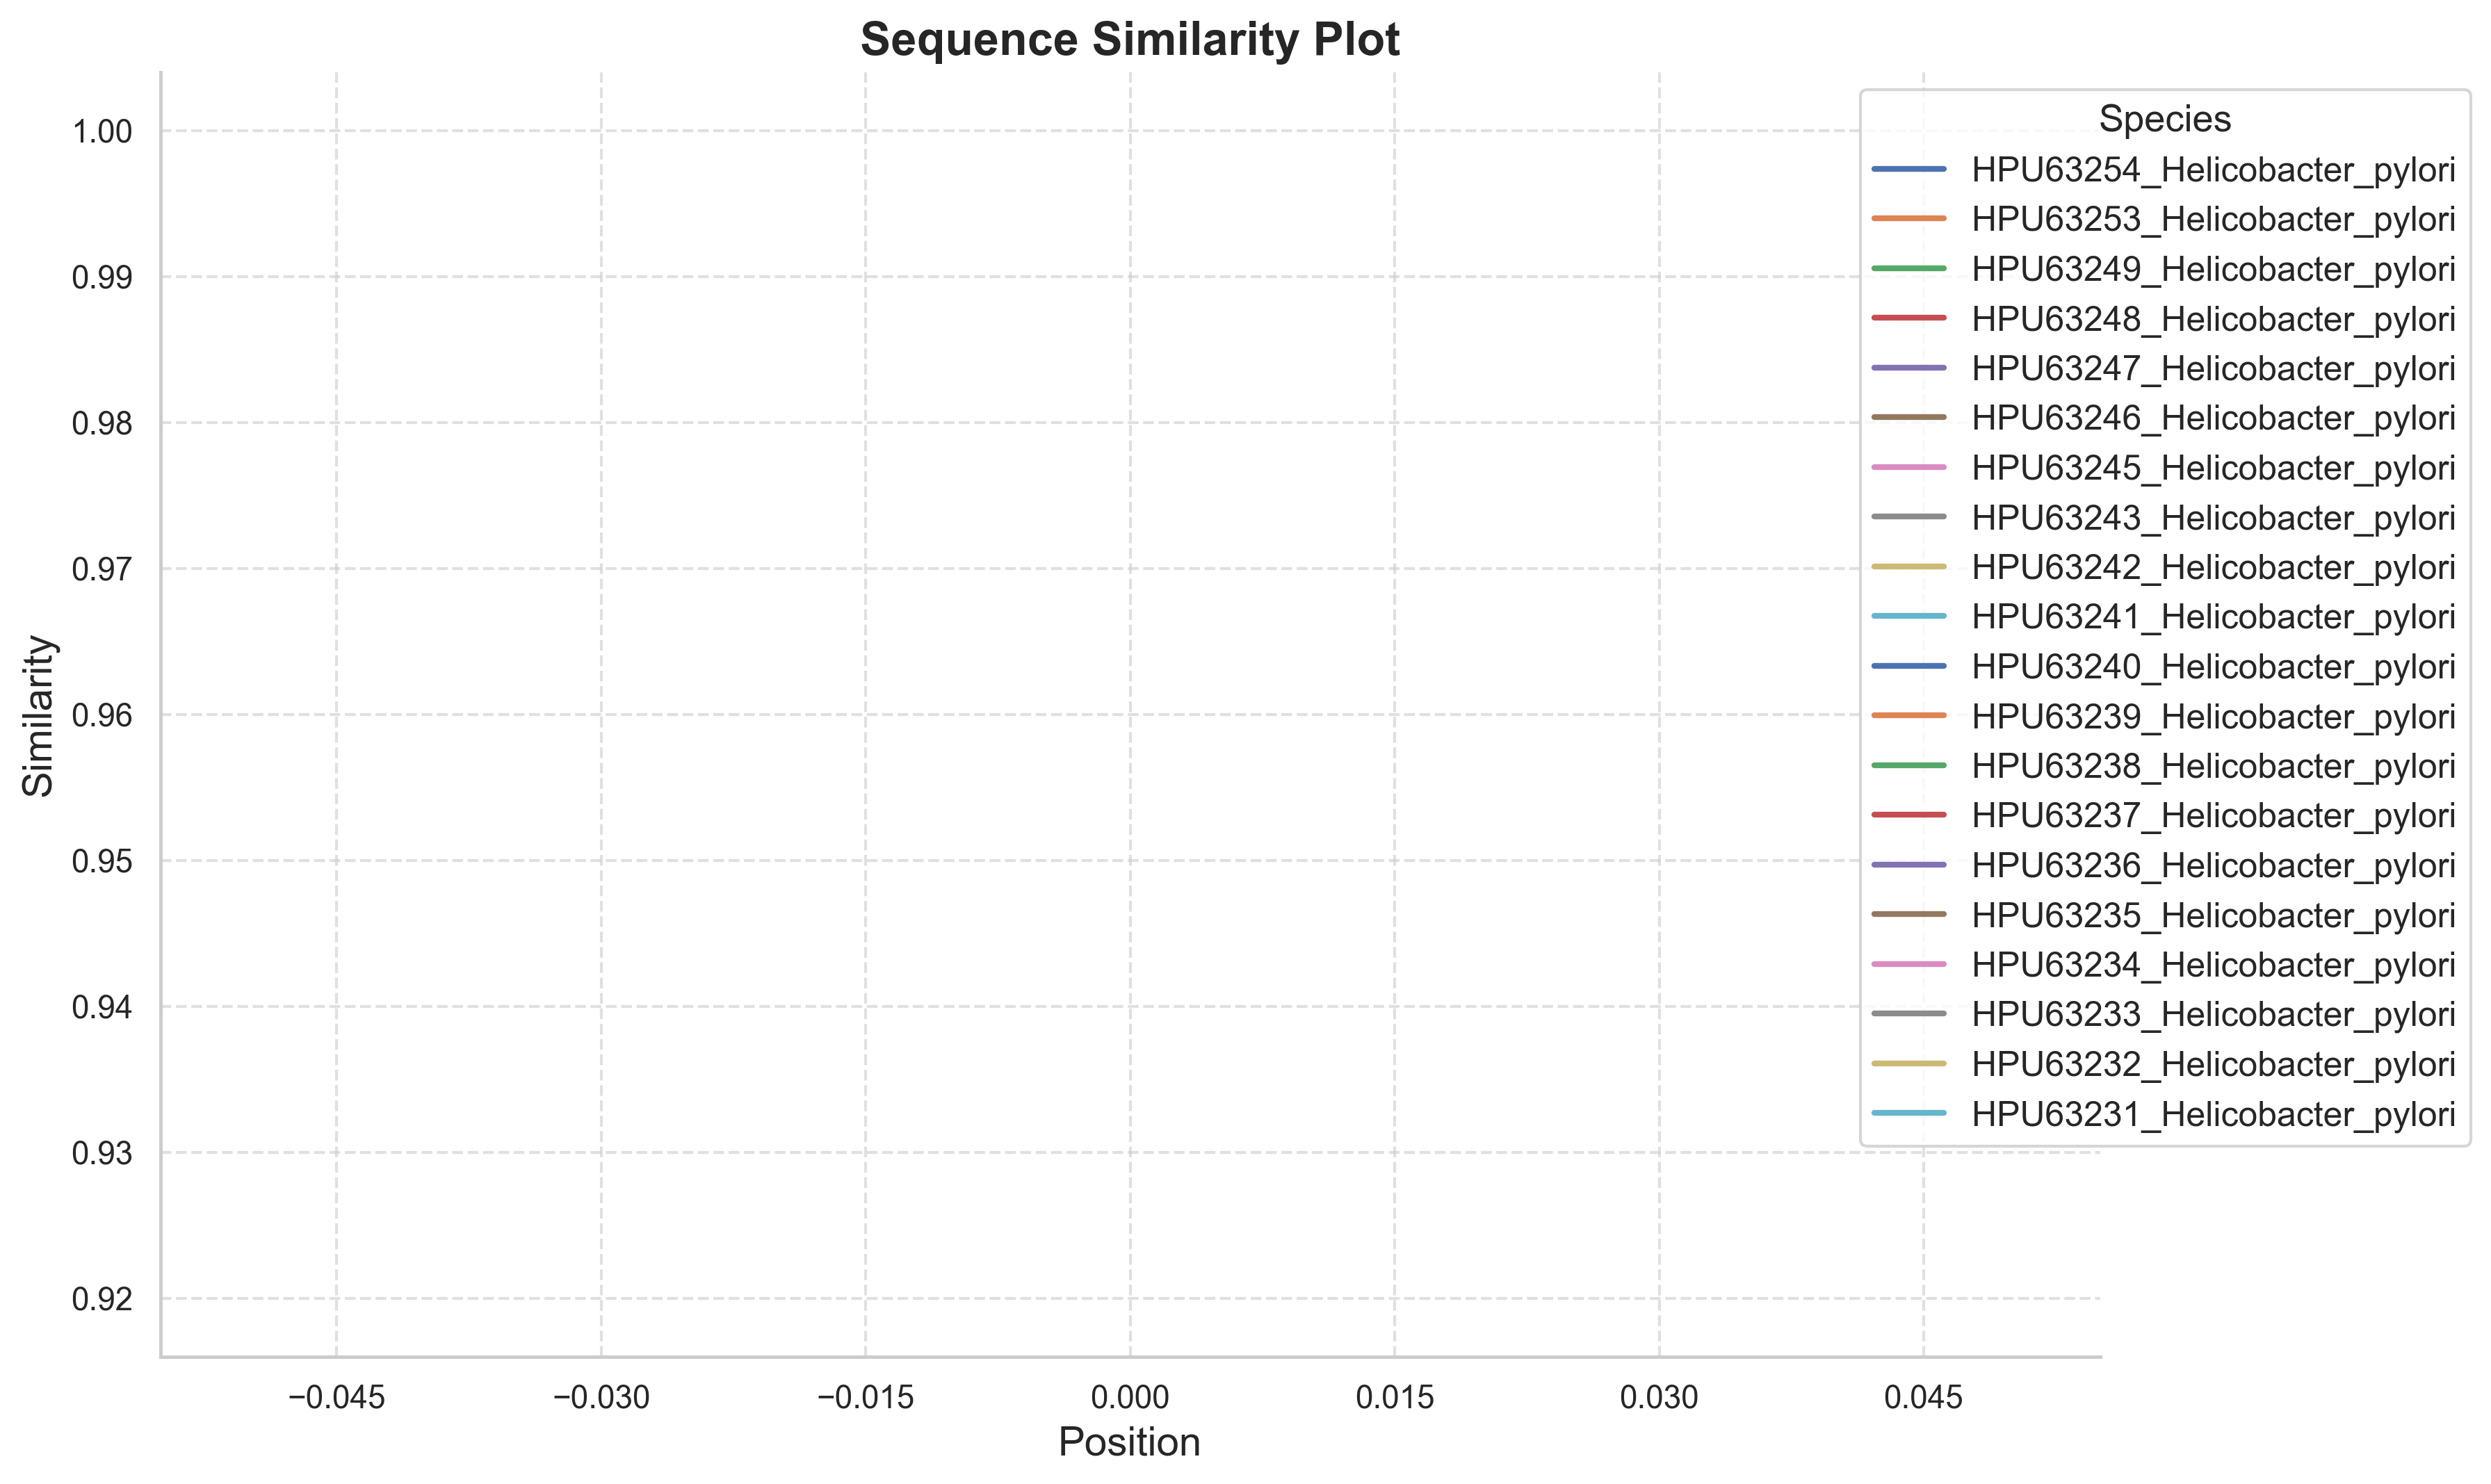 Sequence Similarity Plot
1.00
0.99
0.98
0.97
0.96
0.95
0.94
0.93
0.92
Similarity
−0.045
−0.030
−0.015
0.000
0.015
0.030
0.045
Position
Species
HPU63254_Helicobacter_pylori
HPU63253_Helicobacter_pylori
HPU63249_Helicobacter_pylori
HPU63248_Helicobacter_pylori
HPU63247_Helicobacter_pylori
HPU63246_Helicobacter_pylori
HPU63245_Helicobacter_pylori
HPU63243_Helicobacter_pylori
HPU63242_Helicobacter_pylori
HPU63241_Helicobacter_pylori
HPU63240_Helicobacter_pylori
HPU63239_Helicobacter_pylori
HPU63238_Helicobacter_pylori
HPU63237_Helicobacter_pylori
HPU63236_Helicobacter_pylori
HPU63235_Helicobacter_pylori
HPU63234_Helicobacter_pylori
HPU63233_Helicobacter_pylori
HPU63232_Helicobacter_pylori
HPU63231_Helicobacter_pylori